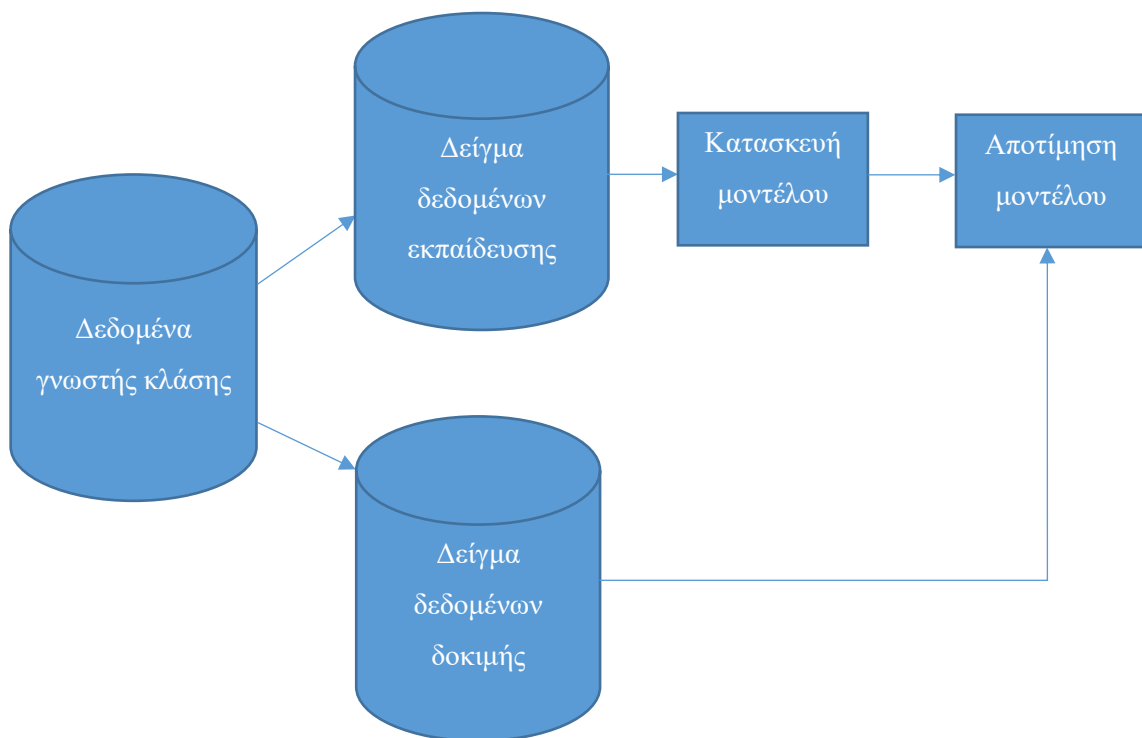 Δείγμα
δεδομένων
εκπαίδευσης
Κατασκευή
μοντέλου
Αποτίμηση
μοντέλου
Δεδομένα
γνωστής κλάσης
Δείγμα
δεδομένων
δοκιμής